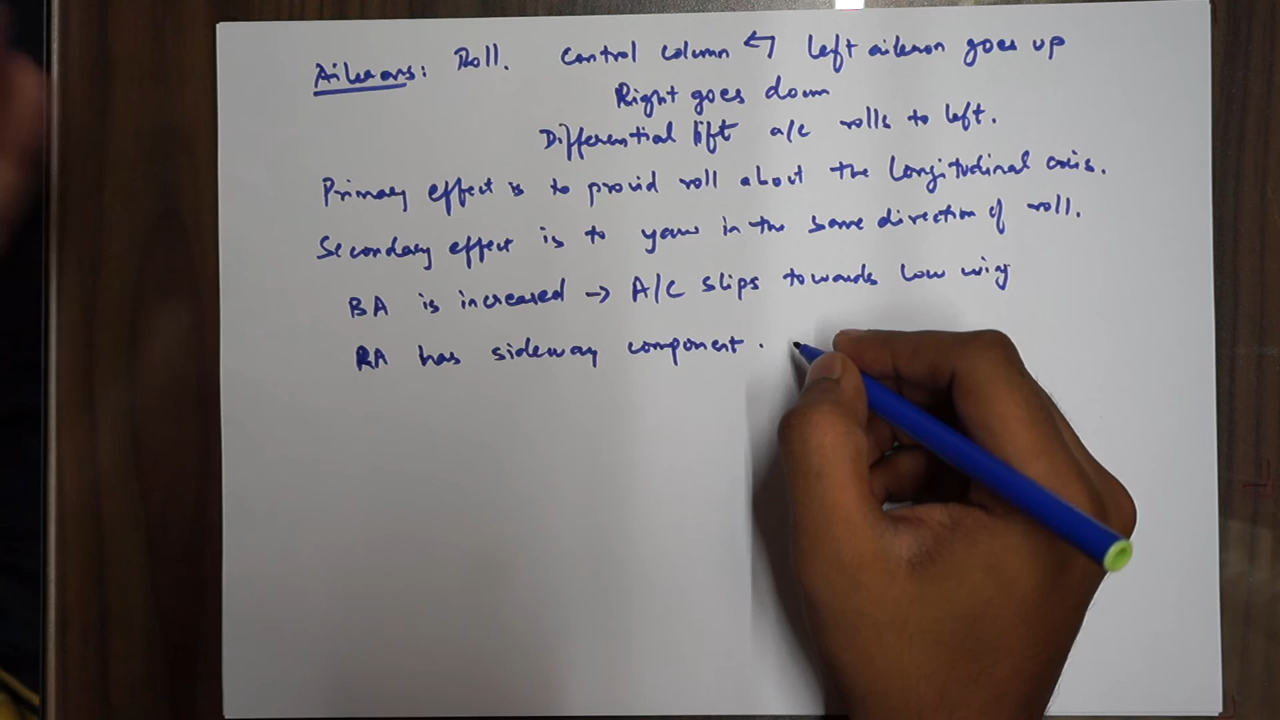 Ailerons: Roll. Control column ↰ left aileron goes up
Right goes down
Differential lift a/c rolls to left.
Primary effect is to provid roll about the longitudinal axis.
Secondary effect is to yaw in the same direction of roll.
BA is increased → A/C slips towards low wing
RA has sideway component.